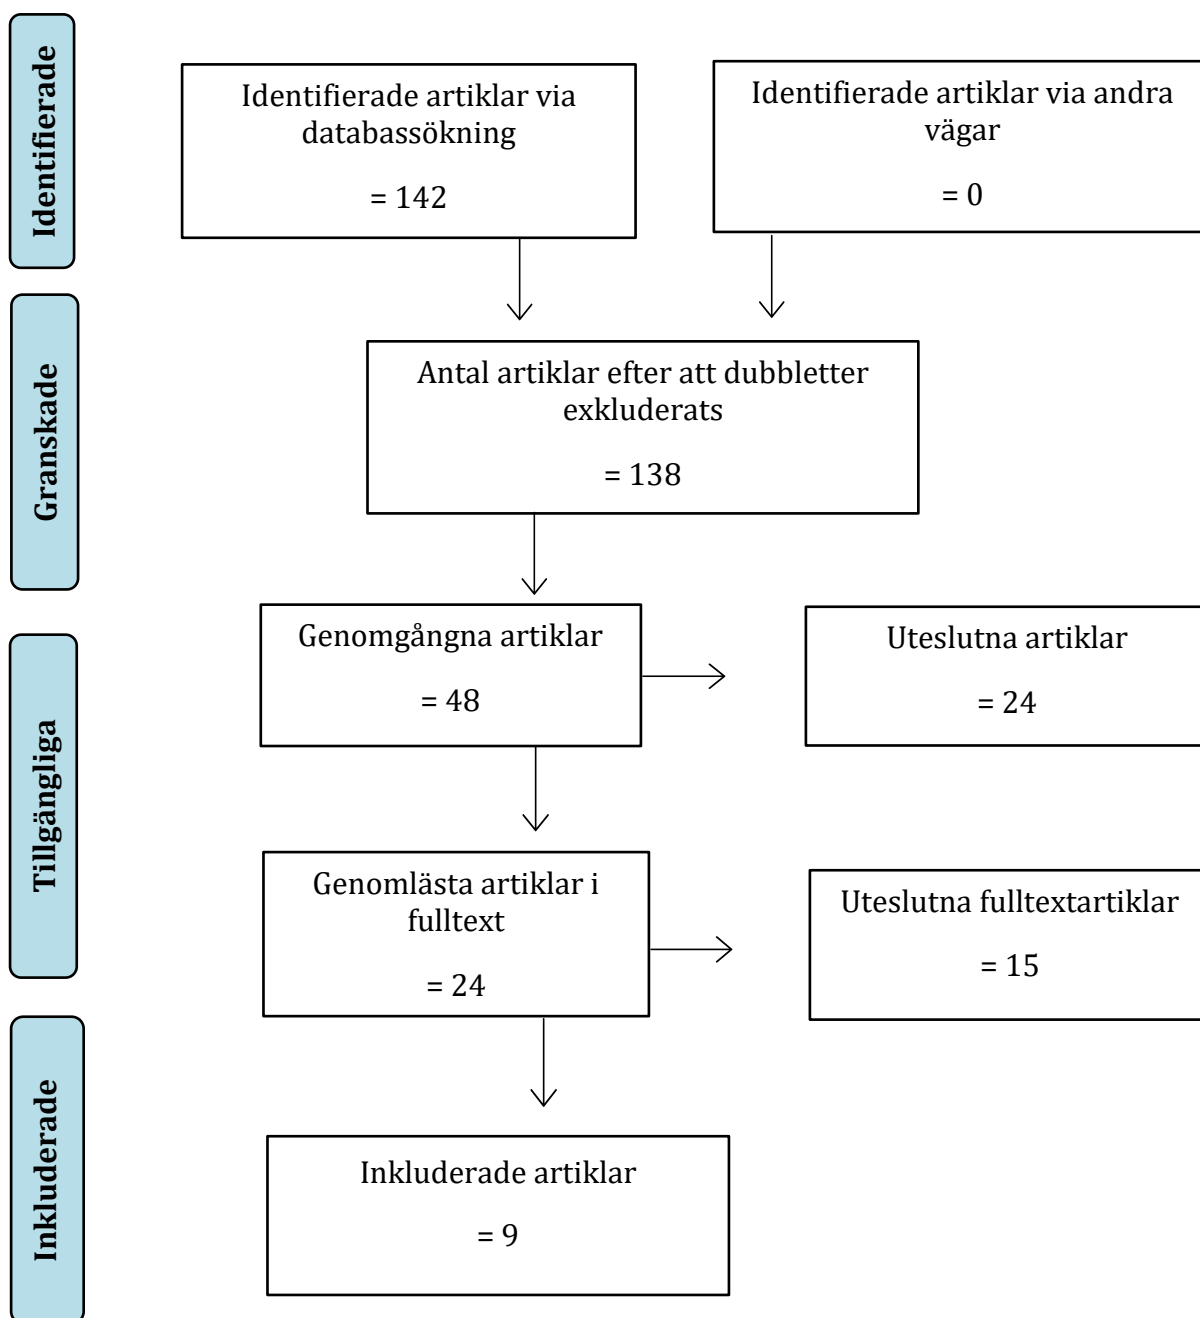 Identifierade
Identifierade artiklar via
databassökning
= 142
Identifierade artiklar via andra
vägar
= 0
Granskade
Antal artiklar efter att dubbletter
exkluderats
= 138
Tillgängliga
Genomgångna artiklar
= 48
Uteslutna artiklar
= 24
Genomlästa artiklar i
fulltext
= 24
Uteslutna fulltextartiklar
= 15
Inkluderade
Inkluderade artiklar
= 9